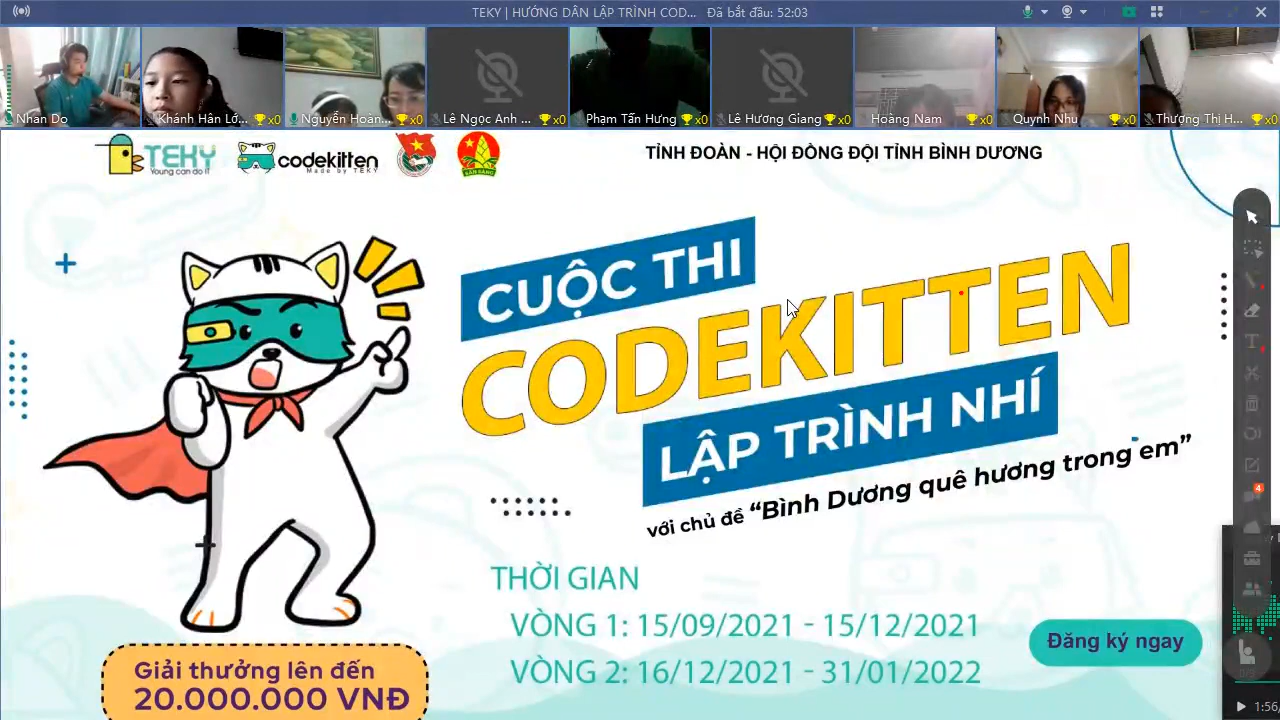 TEKY | HƯỚNG DẪN LẬP TRÌNH COD... Đã bắt đầu: 52:03
Nhan Do
Khánh Hân Lớ... x0
Nguyễn Hoàn... x0
Lê Ngọc Anh ... x0
Phạm Tấn Hưng x0
Lê Hương Giang x0
Hoàng Nam x0
Quynh Nhu x0
Thượng Thị H... x0
TEKY
Young can do IT
codekitten
Made by TEKY
SẴN SÀNG
TỈNH ĐOÀN - HỘI ĐỒNG ĐỘI TỈNH BÌNH DƯƠNG
CUỘC THI
CODEKITTEN
LẬP TRÌNH NHÍ
với chủ đề “Bình Dương quê hương trong em”
THỜI GIAN
VÒNG 1: 15/09/2021 - 15/12/2021
VÒNG 2: 16/12/2021 - 31/01/2022
Đăng ký ngay
Giải thưởng lên đến
20.000.000 VNĐ
4
1:56/